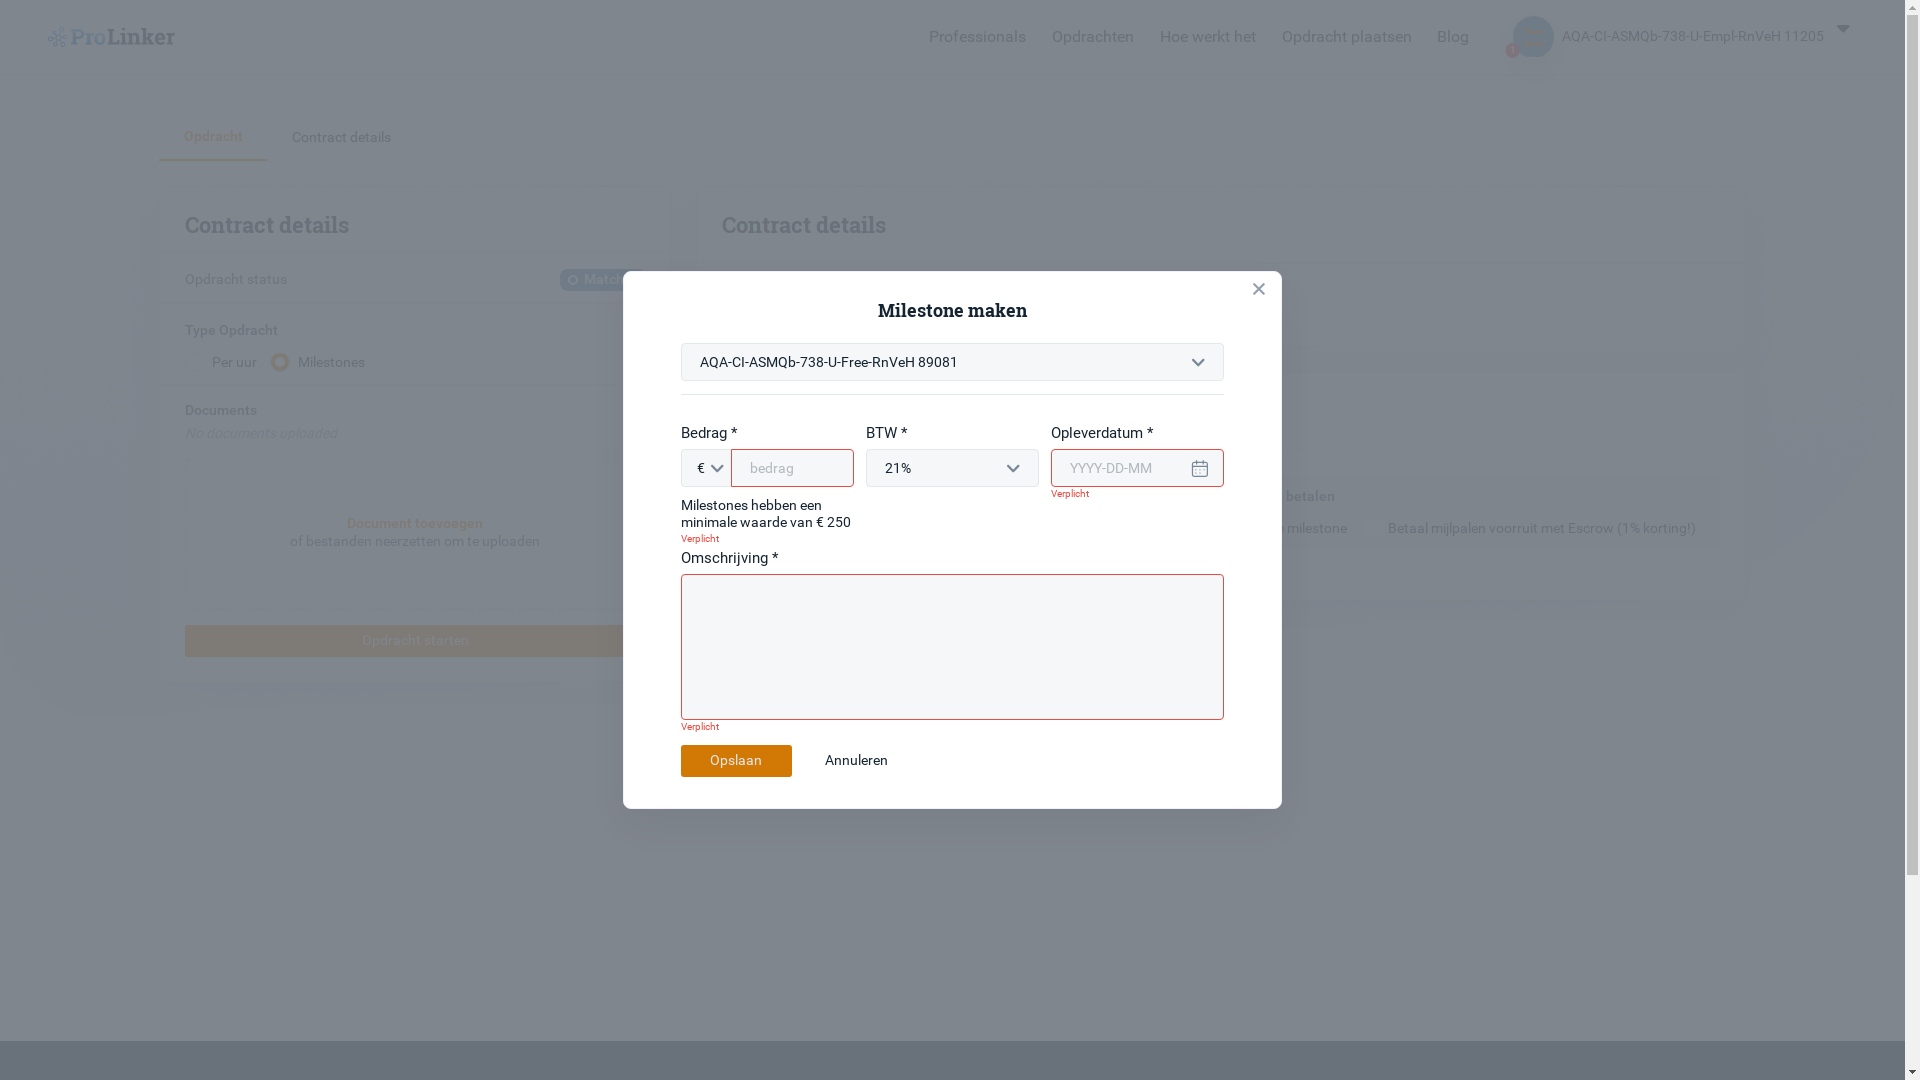 ProLinker
Professionals Opdrachten Hoe werkt het Opdracht plaatsen Blog
1 AQA-CI-ASMQb-738-U-Empl-RnVeH 11205
Opdracht Contract details
Contract details
Contract details
Opdracht status
Match
Type Opdracht
Per uur Milestones
Documents
No documents uploaded
Document toevoegen
of bestanden neerzetten om te uploaden
Opdracht starten
betalen
milestone Betaal mijlpalen voorruit met Escrow (1% korting!)
Milestone maken
AQA-CI-ASMQb-738-U-Free-RnVeH 89081
Bedrag * BTW * Opleverdatum *
€ bedrag 21% YYYY-DD-MM
Verplicht
Milestones hebben een
minimale waarde van € 250
Verplicht
Omschrijving *
Verplicht
Opslaan Annuleren